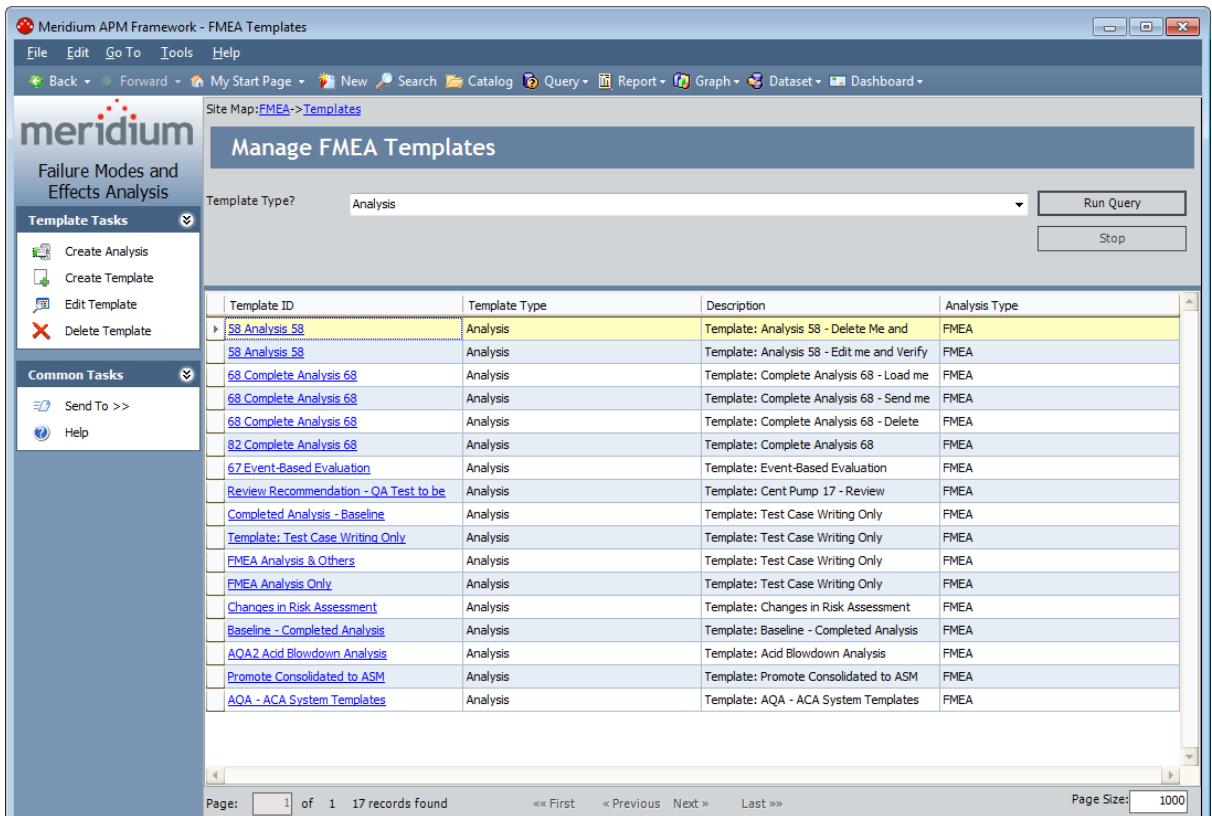 Meridium APM Framework - FMEA Templates
File Edit Go To Tools Help
Back Forward My Start Page New Search Catalog Query Report Graph Dataset Dashboard
meridium
Failure Modes and
Effects Analysis
Template Tasks
Create Analysis
Create Template
Edit Template
Delete Template
Common Tasks
Send To >>
Help
Site Map:FMEA->Templates
Manage FMEA Templates
Template Type? Analysis Run Query
Stop
Template ID Template Type Description Analysis Type
58 Analysis 58 Analysis Template: Analysis 58 - Delete Me and FMEA
58 Analysis 58 Analysis Template: Analysis 58 - Edit me and Verify FMEA
68 Complete Analysis 68 Analysis Template: Complete Analysis 68 - Load me FMEA
68 Complete Analysis 68 Analysis Template: Complete Analysis 68 - Send me FMEA
68 Complete Analysis 68 Analysis Template: Complete Analysis 68 - Delete FMEA
82 Complete Analysis 68 Analysis Template: Complete Analysis 68 FMEA
67 Event-Based Evaluation Analysis Template: Event-Based Evaluation FMEA
Review Recommendation - QA Test to be Analysis Template: Cent Pump 17 - Review FMEA
Completed Analysis - Baseline Analysis Template: Test Case Writing Only FMEA
Template: Test Case Writing Only Analysis Template: Test Case Writing Only FMEA
FMEA Analysis & Others Analysis Template: Test Case Writing Only FMEA
FMEA Analysis Only Analysis Template: Test Case Writing Only FMEA
Changes in Risk Assessment Analysis Template: Changes in Risk Assessment FMEA
Baseline - Completed Analysis Analysis Template: Baseline - Completed Analysis FMEA
AQA2 Acid Blowdown Analysis Analysis Template: Acid Blowdown Analysis FMEA
Promote Consolidated to ASM Analysis Template: Promote Consolidated to ASM FMEA
AQA - ACA System Templates Analysis Template: AQA - ACA System Templates FMEA
Page: 1 of 1 17 records found «« First « Previous Next » Last »» Page Size: 1000